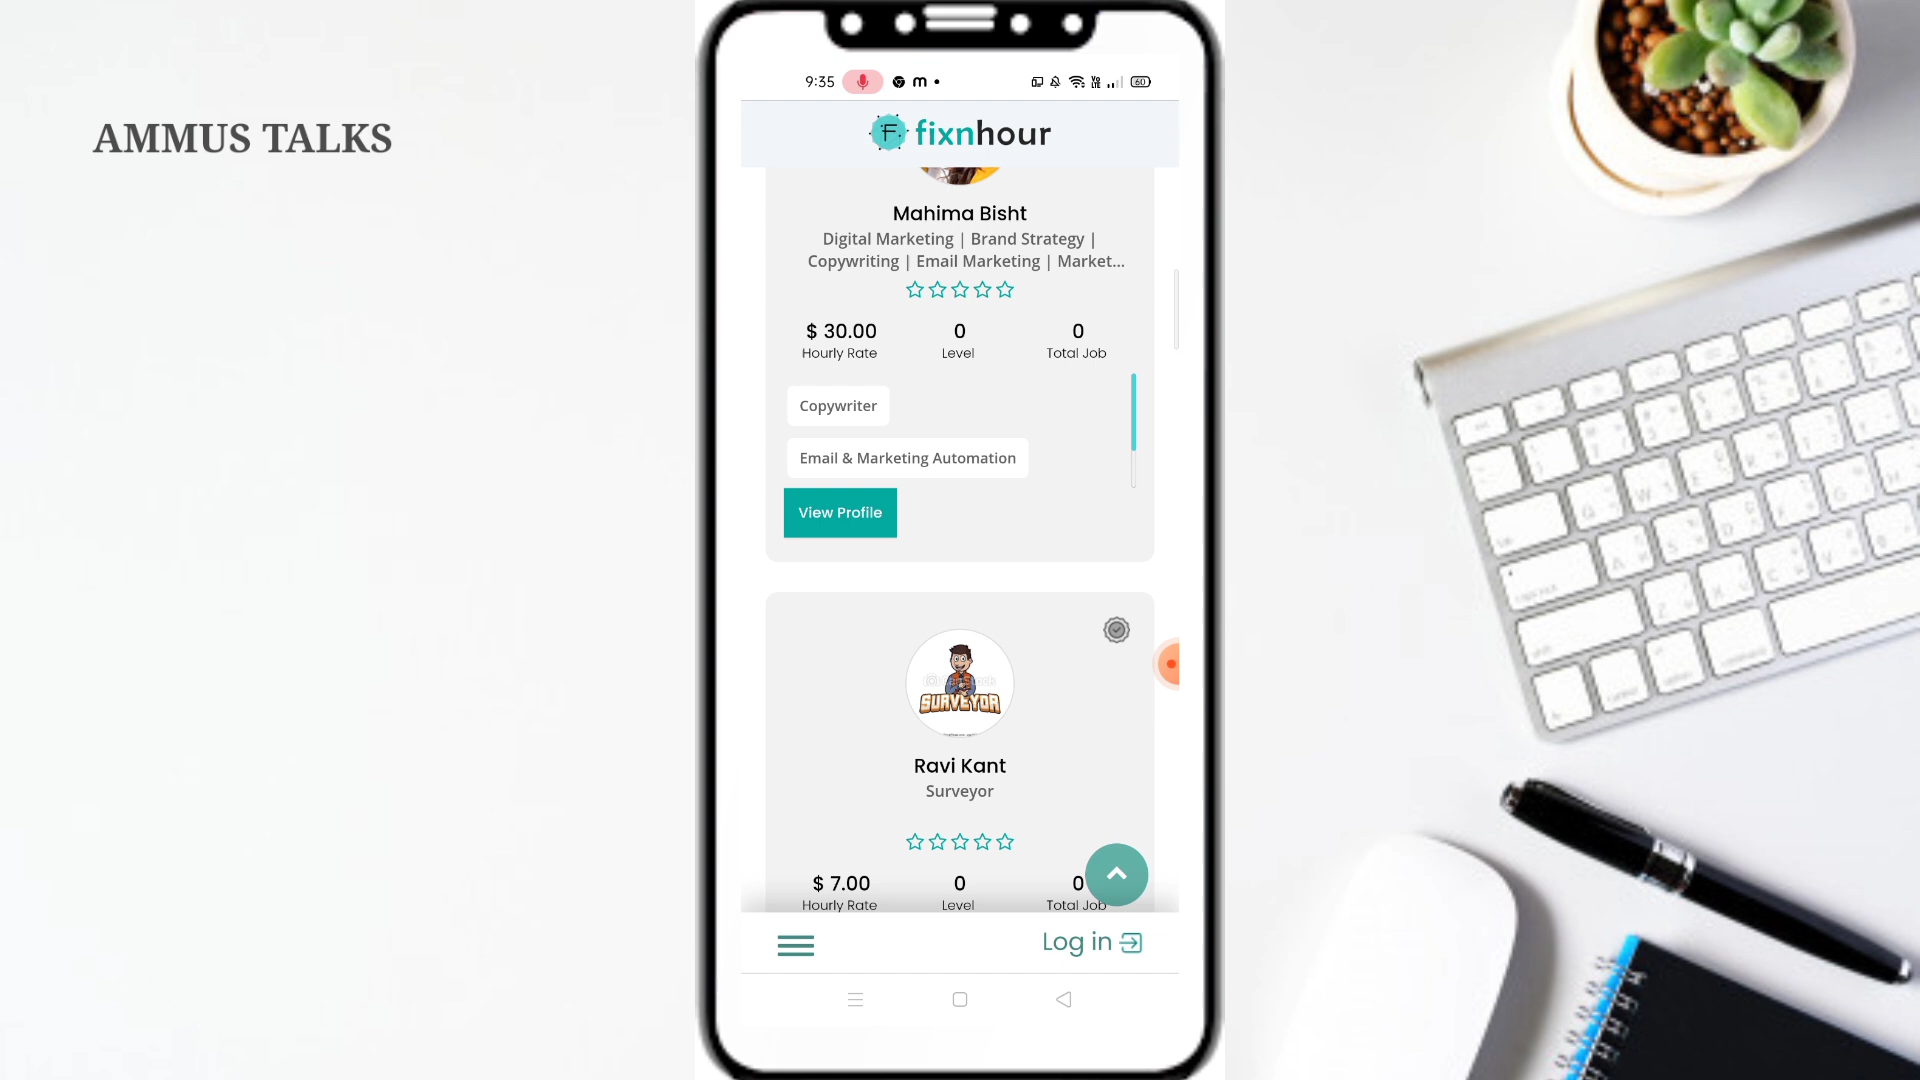 AMMUS TALKS
9:35
60
fixnhour
Mahima Bisht
Digital Marketing | Brand Strategy |
Copywriting | Email Marketing | Market...
$ 30.00
0
0
Hourly Rate
Level
Total Job
Copywriter
Email & Marketing Automation
View Profile
SURVEYOR
Ravi Kant
Surveyor
$ 7.00
0
0
Hourly Rate
Level
Total Job
Log in